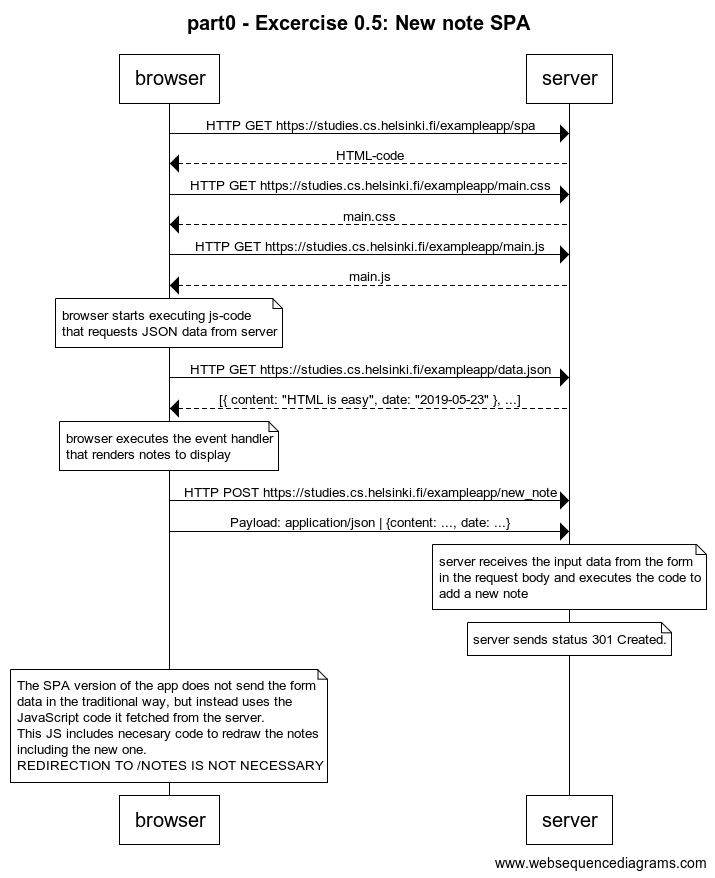 part0 - Excercise 0.5: New note SPA
browser
server
HTTP GET https://studies.cs.helsinki.fi/exampleapp/spa
HTML-code
HTTP GET https://studies.cs.helsinki.fi/exampleapp/main.css
main.css
HTTP GET https://studies.cs.helsinki.fi/exampleapp/main.js
main.js
browser starts executing js-code
that requests JSON data from server
HTTP GET https://studies.cs.helsinki.fi/exampleapp/data.json
[{ content: "HTML is easy", date: "2019-05-23" }, ...]
browser executes the event handler
that renders notes to display
HTTP POST https://studies.cs.helsinki.fi/exampleapp/new_note
Payload: application/json | {content: ..., date: ...}
server receives the input data from the form
in the request body and executes the code to
add a new note
server sends status 301 Created.
The SPA version of the app does not send the form
data in the traditional way, but instead uses the
JavaScript code it fetched from the server.
This JS includes necesary code to redraw the notes
including the new one.
REDIRECTION TO /NOTES IS NOT NECESSARY
browser
server
www.websequencediagrams.com